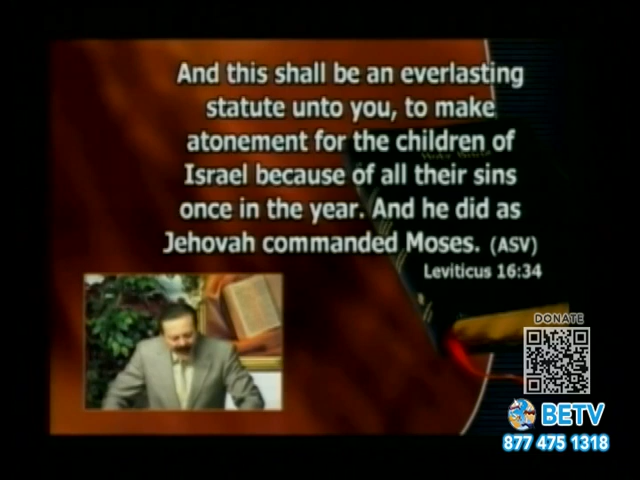 And this shall be an everlasting
statute unto you, to make
atonement for the children of
Israel because of all their sins
once in the year. And he did as
Jehovah commanded Moses. (ASV)
Leviticus 16:34
DONATE
BETV
877 475 1318